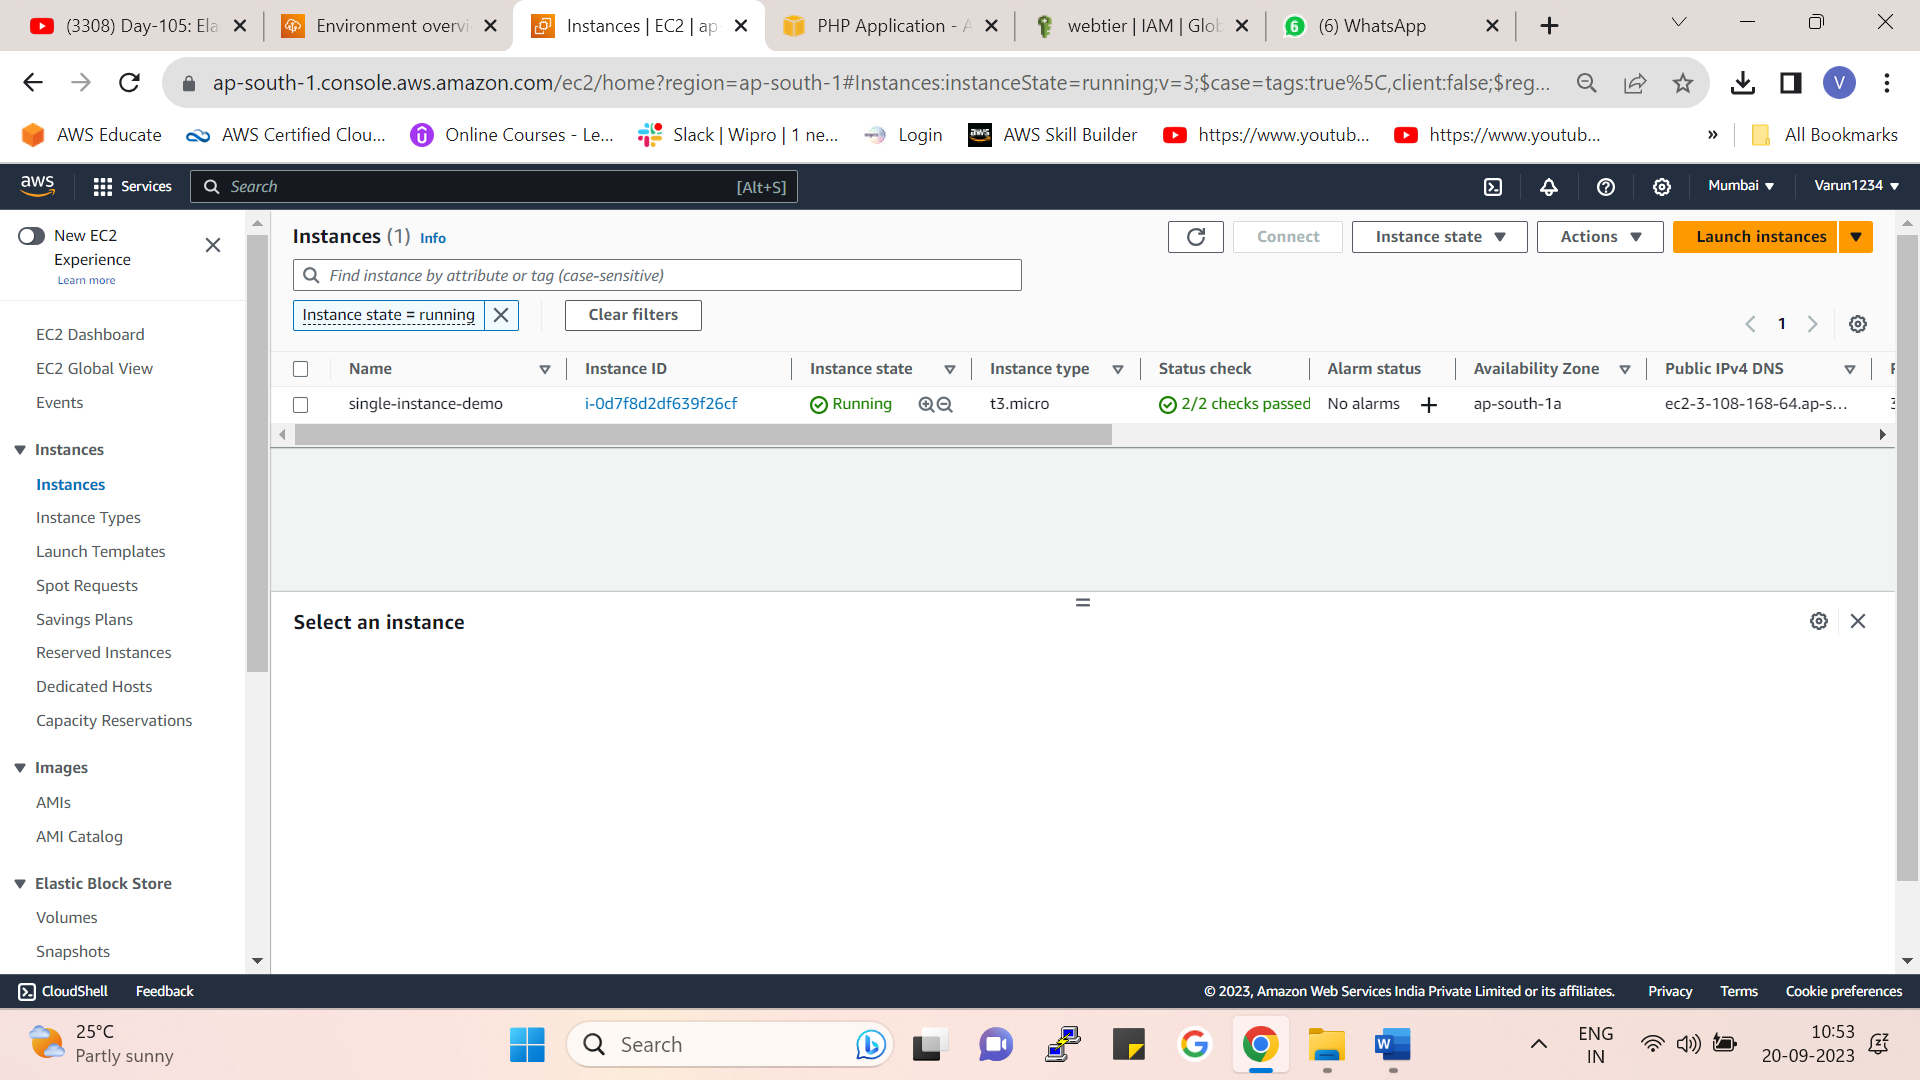 (3308) Day-105: Ela
Environment overvi
Instances | EC2 | ap
PHP Application - A
webtier | IAM | Glob
6
(6) WhatsApp
ap-south-1.console.aws.amazon.com/ec2/home?region=ap-south-1#Instances:instanceState=running;v=3;$case=tags:true%5C,client:false;$reg...
V
AWS Educate
AWS Certified Clou...
Online Courses - Le...
Slack | Wipro | 1 ne...
Login
aws
AWS Skill Builder
https://www.youtub...
https://www.youtub...
»
All Bookmarks
aws
Services
Search
[Alt+S]
Mumbai
Varun1234
New EC2
Experience
Learn more
EC2 Dashboard
EC2 Global View
Events
Instances
Instances
Instance Types
Launch Templates
Spot Requests
Savings Plans
Reserved Instances
Dedicated Hosts
Capacity Reservations
Images
AMIs
AMI Catalog
Elastic Block Store
Volumes
Snapshots
Instances (1) Info
Connect
Instance state
Actions
Launch instances
Find instance by attribute or tag (case-sensitive)
Instance state = running
Clear filters
1
Name
Instance ID
Instance state
Instance type
Status check
Alarm status
Availability Zone
Public IPv4 DNS
single-instance-demo
i-0d7f8d2df639f26cf
Running
t3.micro
2/2 checks passed
No alarms
ap-south-1a
ec2-3-108-168-64.ap-s...
Select an instance
CloudShell
Feedback
© 2023, Amazon Web Services India Private Limited or its affiliates.
Privacy
Terms
Cookie preferences
25°C
Partly sunny
Search
G
W
ENG
IN
10:53
20-09-2023